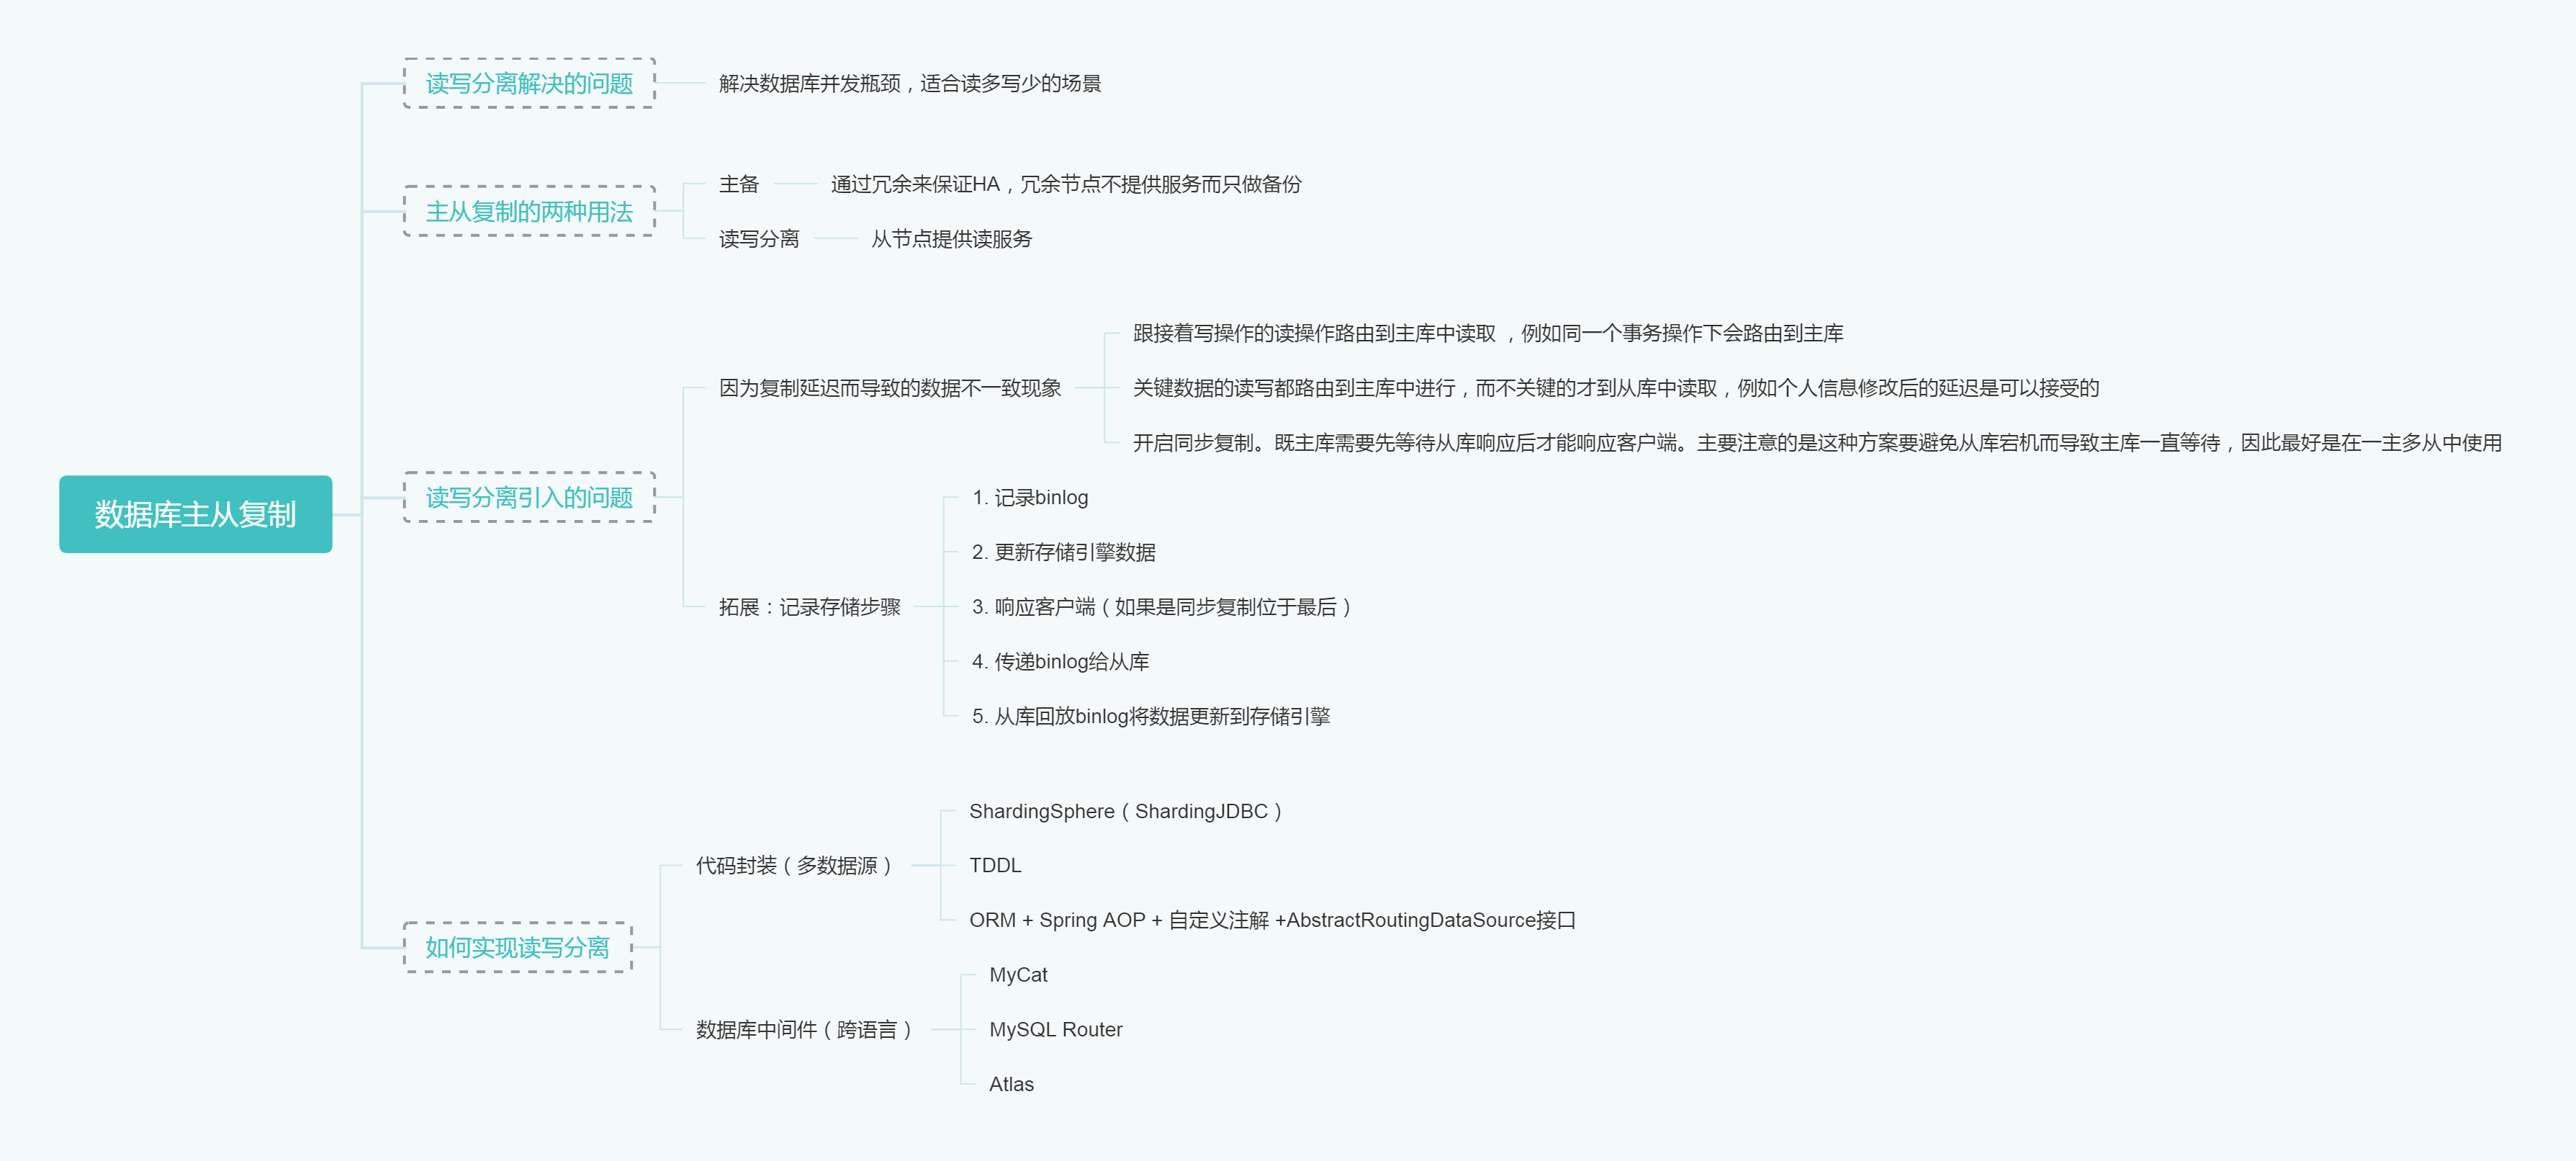 数据库主从复制
读写分离解决的问题
解决数据库并发瓶颈，适合读多写少的场景
主从复制的两种用法
主备
通过冗余来保证HA，冗余节点不提供服务而只做备份
读写分离
从节点提供读服务
读写分离引入的问题
因为复制延迟而导致的数据不一致现象
跟接着写操作的读操作路由到主库中读取 ，例如同一个事务操作下会路由到主库
关键数据的读写都路由到主库中进行，而不关键的才到从库中读取，例如个人信息修改后的延迟是可以接受的
开启同步复制。既主库需要先等待从库响应后才能响应客户端。主要注意的是这种方案要避免从库宕机而导致主库一直等待，因此最好是在一主多从中使用
拓展：记录存储步骤
1. 记录binlog
2. 更新存储引擎数据
3. 响应客户端（如果是同步复制位于最后）
4. 传递binlog给从库
5. 从库回放binlog将数据更新到存储引擎
如何实现读写分离
代码封装（多数据源）
ShardingSphere（ShardingJDBC）
TDDL
ORM + Spring AOP + 自定义注解 +AbstractRoutingDataSource接口
数据库中间件（跨语言）
MyCat
MySQL Router
Atlas